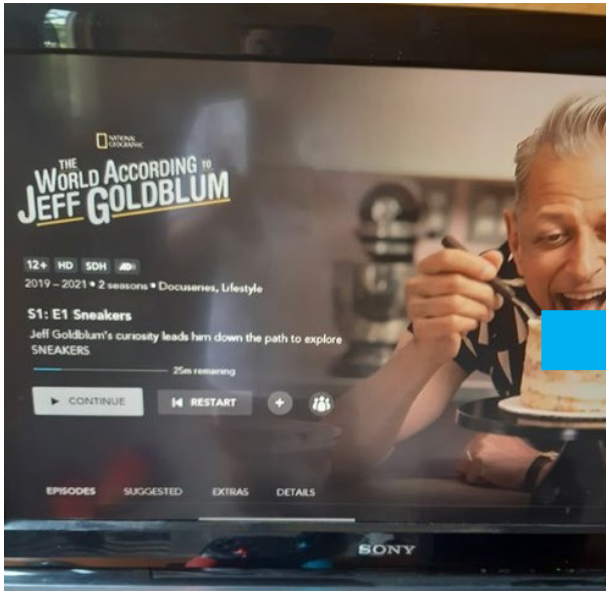 NATIONAL
GEOGRAPHIC
THE
WORLD ACCORDING TO
JEFF GOLDBLUM
12+ HD SDH AD
2019 – 2021 • 2 seasons • Docuseries, Lifestyle
S1: E1 Sneakers
Jeff Goldblum's curiosity leads him down the path to explore
SNEAKERS
25m remaining
CONTINUE RESTART +
EPISODES SUGGESTED EXTRAS DETAILS
SONY